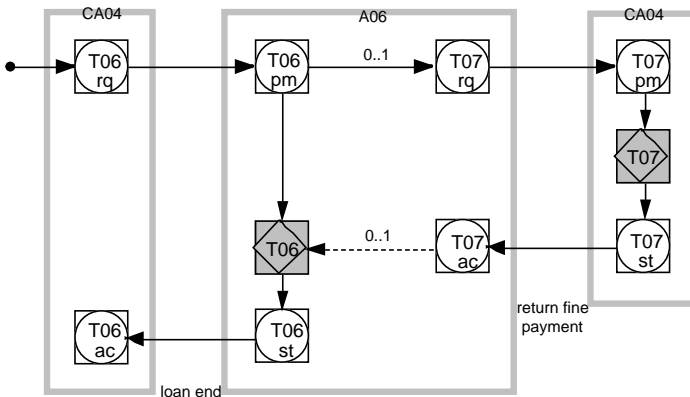 CA04
A06
CA04
T06
rq
T06
pm
0..1
T07
rq
T07
pm
T07
T06
0..1
T07
ac
T07
st
return fine
payment
T06
ac
T06
st
loan end